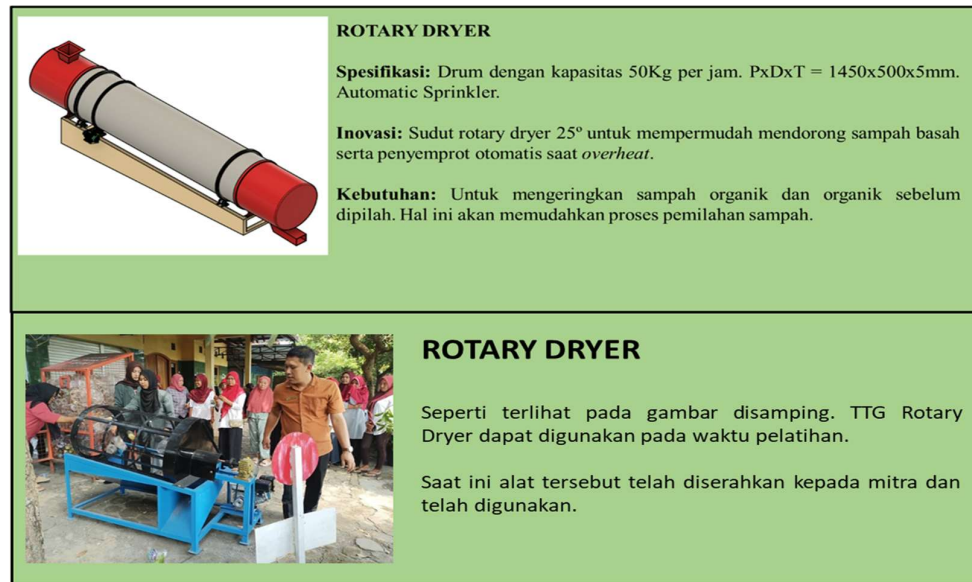 ROTARY DRYER
Spesifikasi: Drum dengan kapasitas 50Kg per jam. PxDxT = 1450x500x5mm.
Automatic Sprinkler.
Inovasi: Sudut rotary dryer 25º untuk mempermudah mendorong sampah basah
serta penyemprot otomatis saat overheat.
Kebutuhan: Untuk mengeringkan sampah organik dan organik sebelum
dipilah. Hal ini akan memudahkan proses pemilahan sampah.
ROTARY DRYER
Seperti terlihat pada gambar disamping. TTG Rotary
Dryer dapat digunakan pada waktu pelatihan.
Saat ini alat tersebut telah diserahkan kepada mitra dan
telah digunakan.